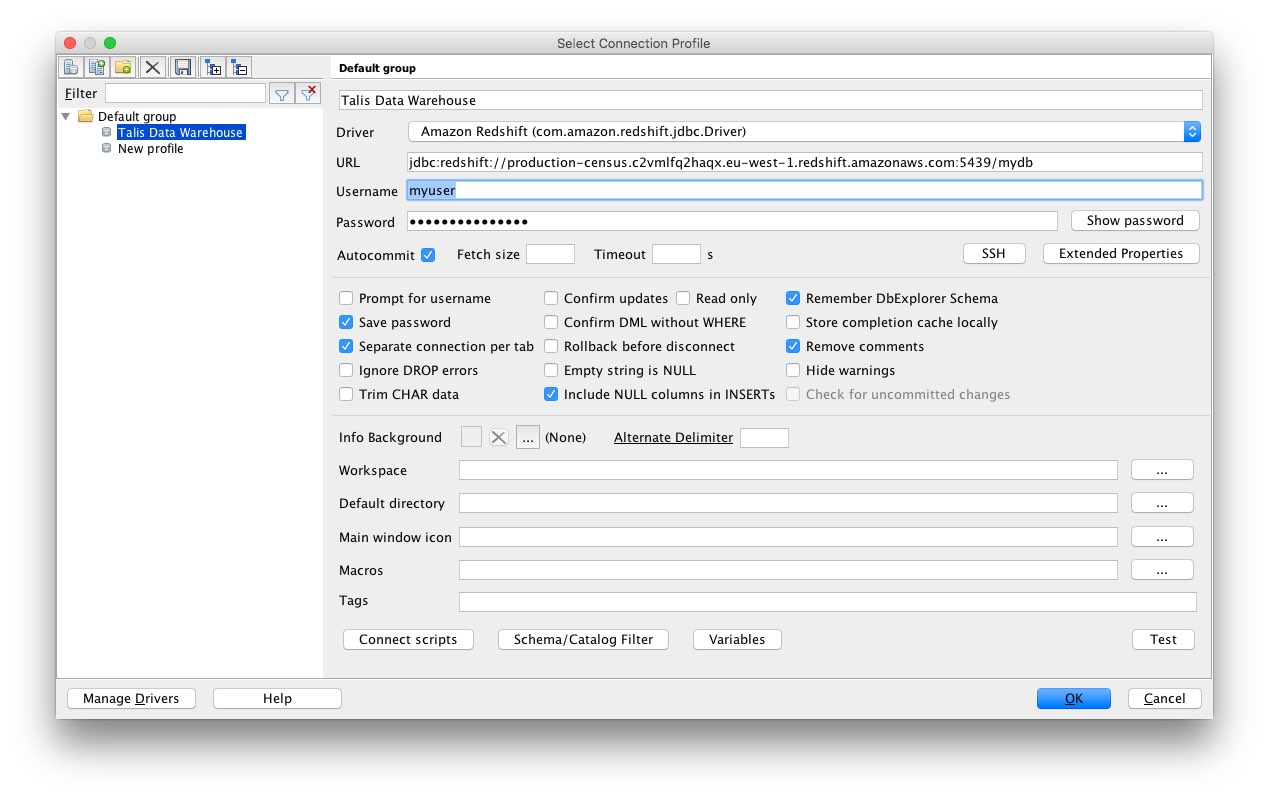 Select Connection Profile
Filter
Default group
Talis Data Warehouse
New profile
Default group
Talis Data Warehouse
Driver Amazon Redshift (com.amazon.redshift.jdbc.Driver)
URL jdbc:redshift://production-census.c2vmlfq2haqx.eu-west-1.redshift.amazonaws.com:5439/mydb
Username myuser
Password ••••••••••••••• Show password
Autocommit Fetch size Timeout s SSH Extended Properties
Prompt for username Confirm updates Read only Remember DbExplorer Schema
Save password Confirm DML without WHERE Store completion cache locally
Separate connection per tab Rollback before disconnect Remove comments
Ignore DROP errors Empty string is NULL Hide warnings
Trim CHAR data Include NULL columns in INSERTs Check for uncommitted changes
Info Background ... (None) Alternate Delimiter
Workspace ...
Default directory ...
Main window icon ...
Macros ...
Tags
Connect scripts Schema/Catalog Filter Variables Test
Manage Drivers Help OK Cancel